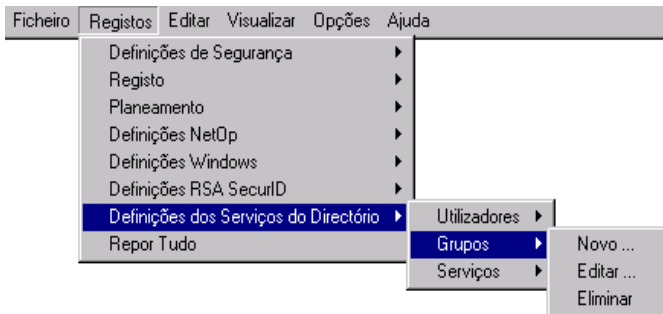 Ficheiro Registos Editar Visualizar Opções Ajuda
Definições de Segurança
Registo
Planeamento
Definições NetOp
Definições Windows
Definições RSA SecurID
Definições dos Serviços do Directório Utilizadores
Repor Tudo Grupos Novo ...
Serviços Editar ...
Eliminar